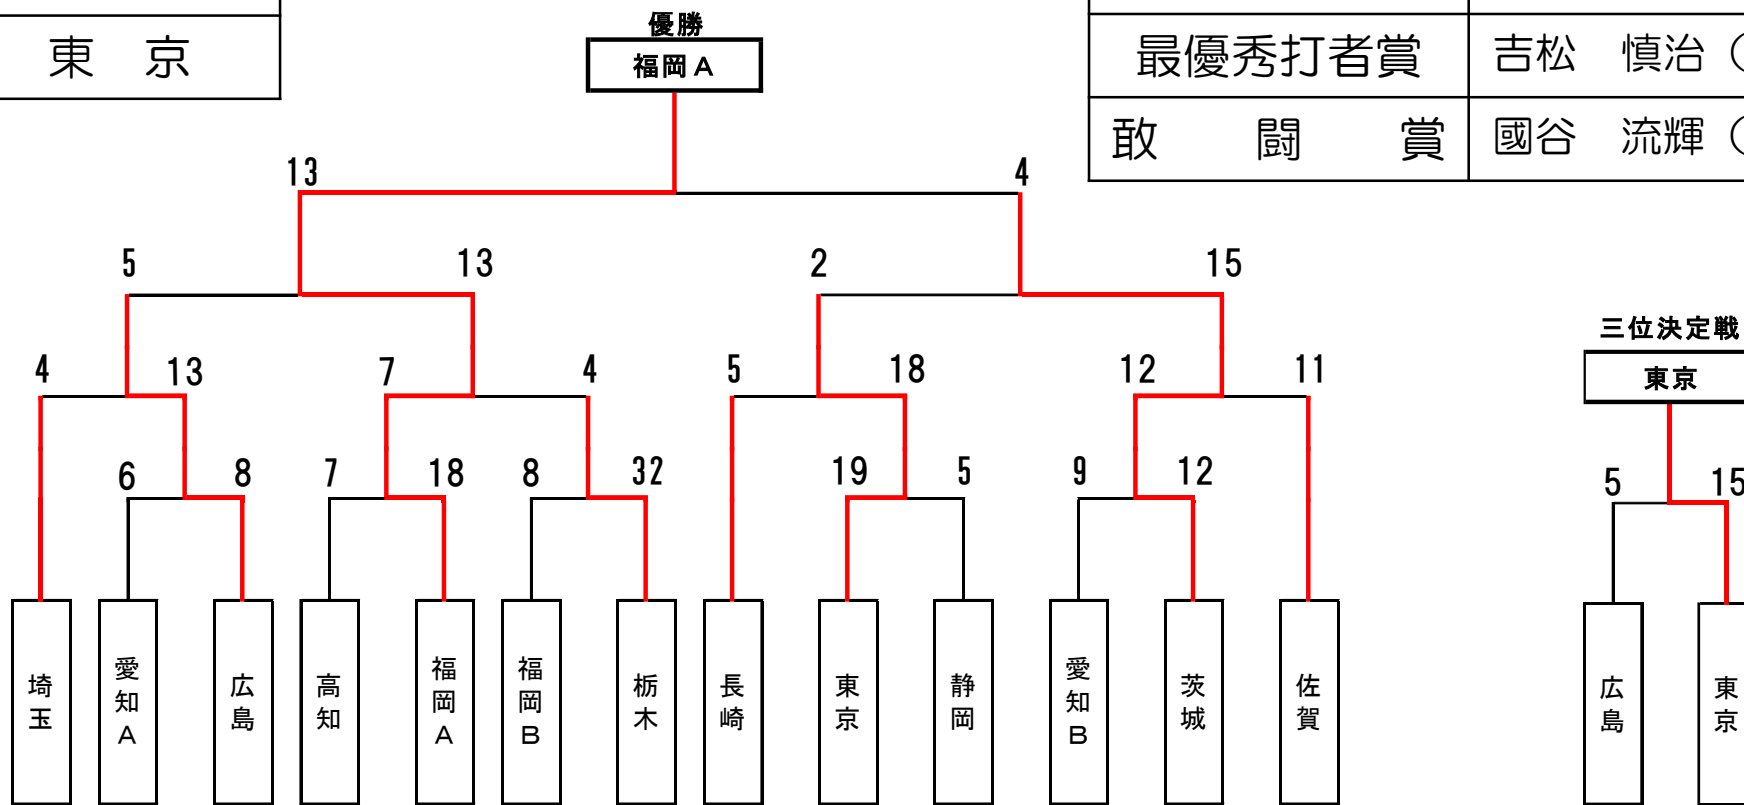 東　京
優勝
福岡A
最優秀打者賞　吉松　慎治（
敢　闘　賞　國谷　流輝（
13　4
5　13　2　15
三位決定戦
東京
4　13　7　4　5　18　12　11
6　8　7　18　8　32　19　5　9　12　5　15
埼玉　愛知A　広島　高知　福岡A　福岡B　栃木　長崎　東京　静岡　愛知B　茨城　佐賀　広島　東京